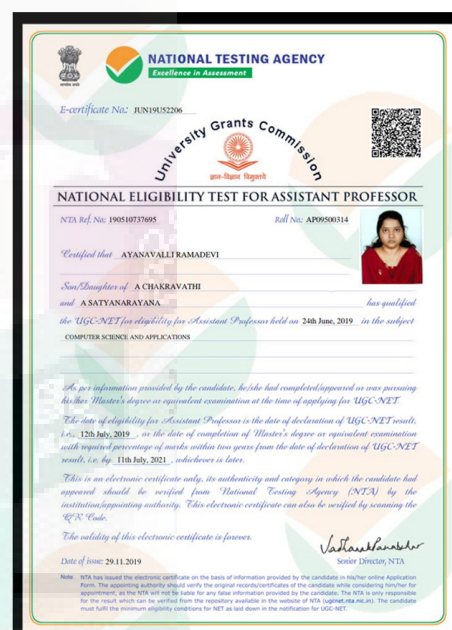 NATIONAL TESTING AGENCY
Excellence in Assessment
E-certificate No.: JUN19U52206
University Grants Commission
ज्ञान-विज्ञान विमुक्तये
NATIONAL ELIGIBILITY TEST FOR ASSISTANT PROFESSOR
NTA Ref. No: 190510737695 Roll No: AP09500314
Certified that AYANAVALLI RAMADEVI
Son/Daughter of A CHAKRAVATHI
and A SATYANARAYANA has qualified
the UGC-NET for eligibility for Assistant Professor held on 24th June, 2019 in the subject
COMPUTER SCIENCE AND APPLICATIONS
As per information provided by the candidate, he/she had completed/appeared or was pursuing
his/her Master's degree or equivalent examination at the time of applying for UGC-NET
The date of eligibility for Assistant Professor is the date of declaration of UGC-NET result,
i.e., 12th July, 2019 , or the date of completion of Master's degree or equivalent examination
with required percentage of marks within two years from the date of declaration of UGC-NET
result, i.e. by 11th July, 2021 , whichever is later.
This is an electronic certificate only, its authenticity and category in which the candidate had
appeared should be verified from National Testing Agency (NTA) by the
institution/appointing authority. This electronic certificate can also be verified by scanning the
QR Code.
The validity of this electronic certificate is forever.
Date of issue: 29.11.2019 Senior Director, NTA
Note: NTA has issued the electronic certificate on the basis of information provided by the candidate in his/her online Application
Form. The appointing authority should verify the original records/certificates of the candidate while considering him/her for
appointment, as the NTA will not be liable for any false information provided by the candidate. The NTA is only responsible
for the result which can be verified from the repository available in the website of NTA (ugcnet.nta.nic.in). The candidate
must fulfil the minimum eligibility conditions for NET as laid down in the notification for UGC-NET.